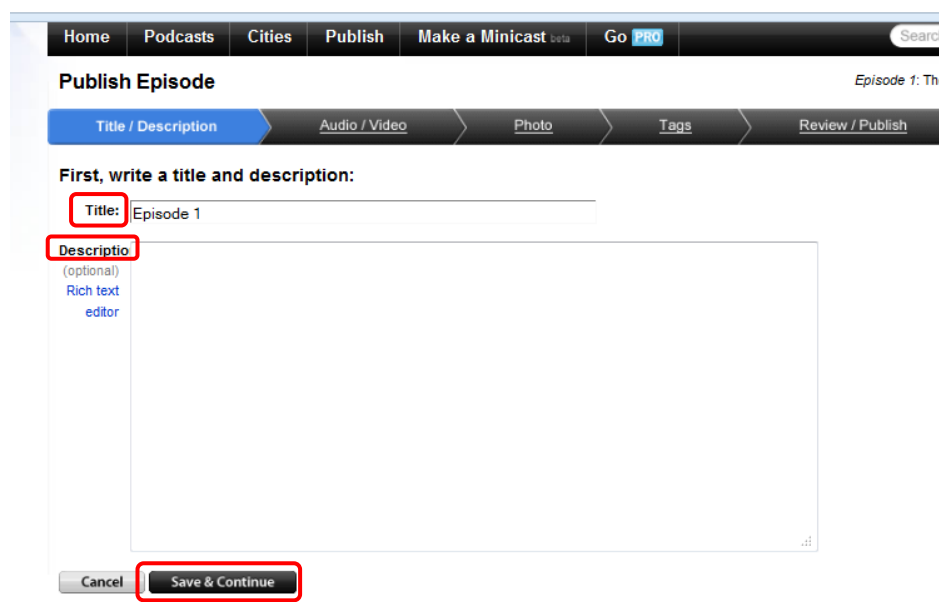 Home Podcasts Cities Publish Make a Minicast beta Go PRO Searc
Publish Episode Episode 1: Th
Title / Description Audio / Video Photo Tags Review / Publish
First, write a title and description:
Title: Episode 1
Descriptio
(optional)
Rich text
editor
Cancel Save & Continue